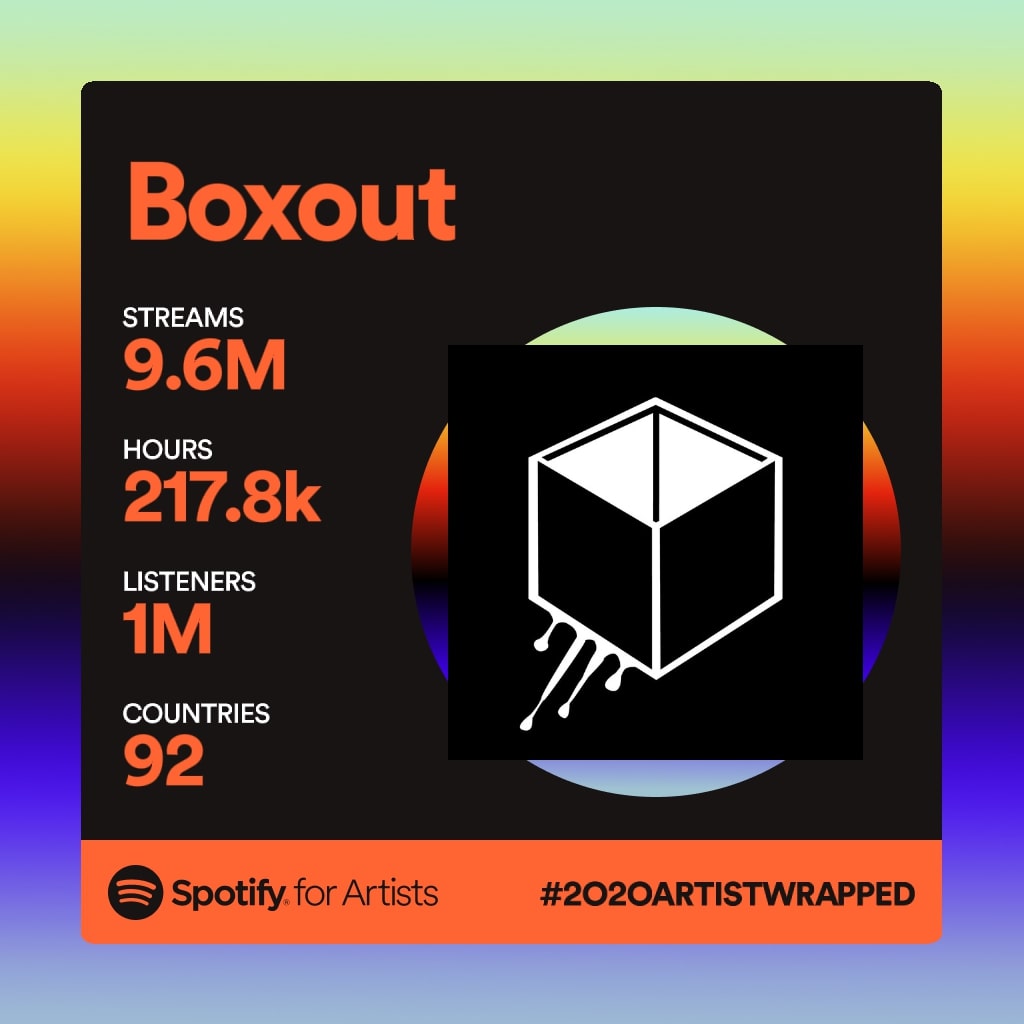 Boxout
STREAMS
9.6M
HOURS
217.8k
LISTENERS
1M
COUNTRIES
92
Spotify® for Artists
#2020ARTISTWRAPPED